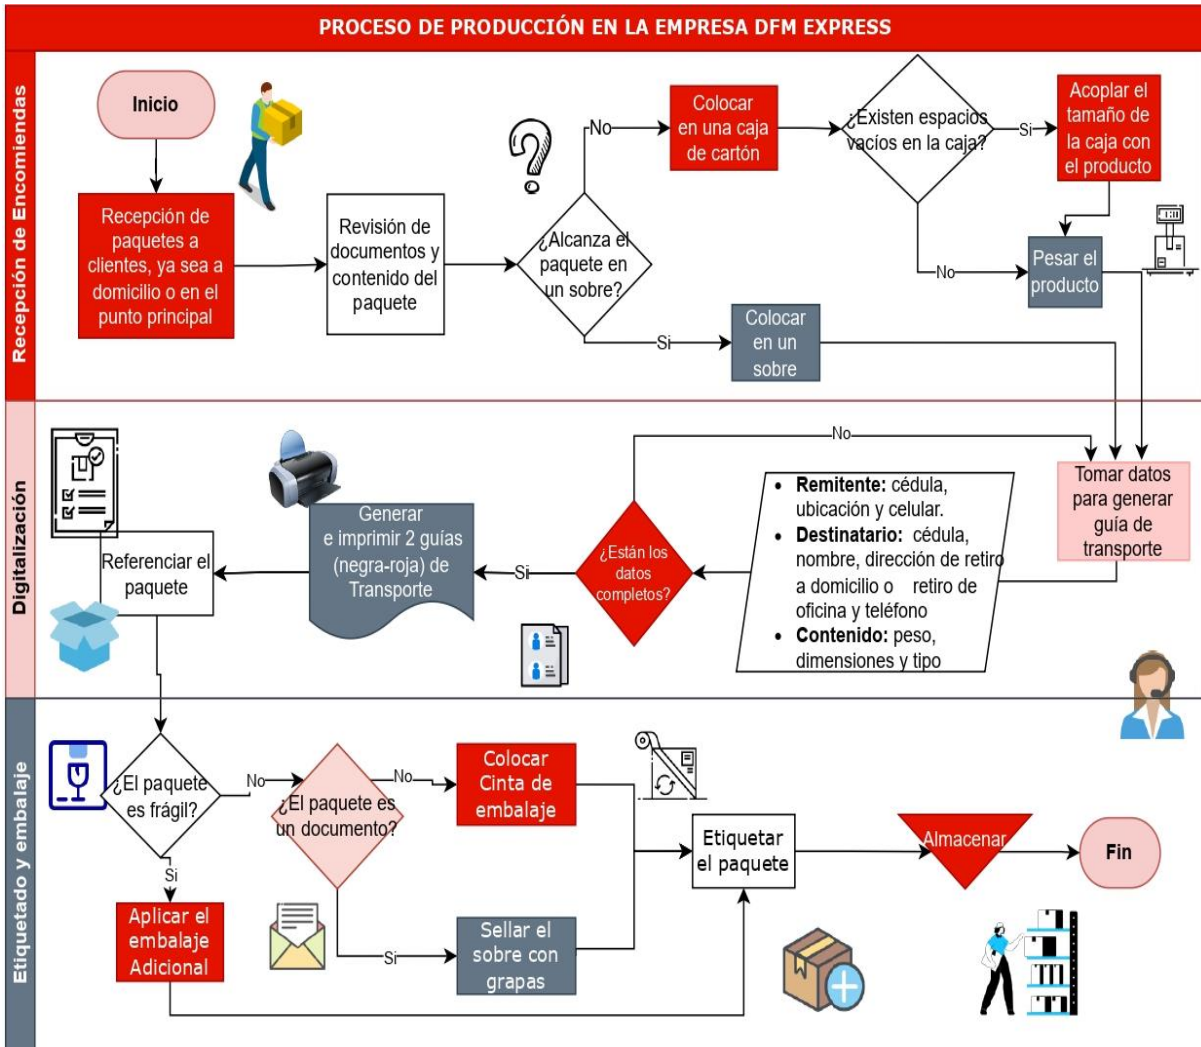 PROCESO DE PRODUCCIÓN EN LA EMPRESA DFM EXPRESS
Recepción de Encomiendas
Inicio
Recepción de
paquetes a
clientes, ya sea a
domicilio o en el
punto principal
Revisión de
documentos y
contenido del
paquete
¿Alcanza el
paquete en
un sobre?
No
Colocar
en una caja
de cartón
¿Existen espacios
vacíos en la caja?
Si
Acoplar el
tamaño de
la caja con
el producto
No
Pesar el
producto
Si
Colocar
en un
sobre
Digitalización
Tomar datos
para generar
guía de
transporte
No
• Remitente: cédula,
ubicación y celular.
• Destinatario: cédula,
nombre, dirección de retiro
a domicilio o retiro de
oficina y teléfono
• Contenido: peso,
dimensiones y tipo
¿Están los
datos
completos?
Si
Generar
e imprimir 2 guías
(negra-roja) de
Transporte
Referenciar el
paquete
Etiquetado y embalaje
¿El paquete
es frágil?
No
¿El paquete es
un documento?
No
Colocar
Cinta de
embalaje
Si
Aplicar el
embalaje
Adicional
Si
Sellar el
sobre con
grapas
Etiquetar
el paquete
Almacenar
Fin